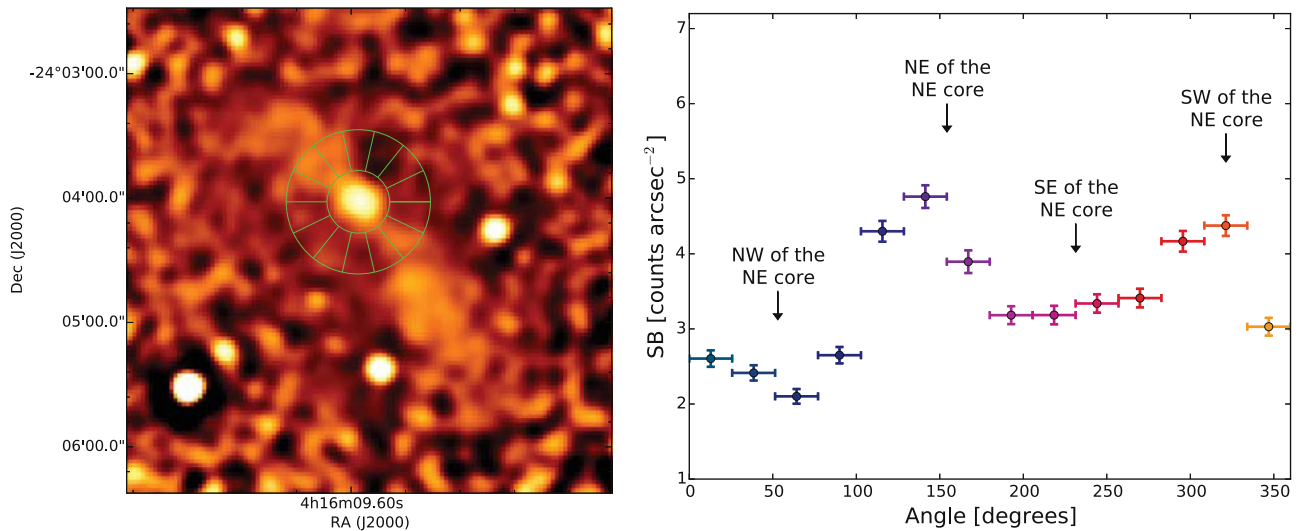 -24°03'00.0"
04'00.0"
05'00.0"
06'00.0"
Dec (J2000)
4h16m09.60s
RA (J2000)
7
6
5
4
3
2
1
SB [counts arcsec⁻²]
NW of the
NE core
NE of the
NE core
SE of the
NE core
SW of the
NE core
0
50
100
150
200
250
300
350
Angle [degrees]